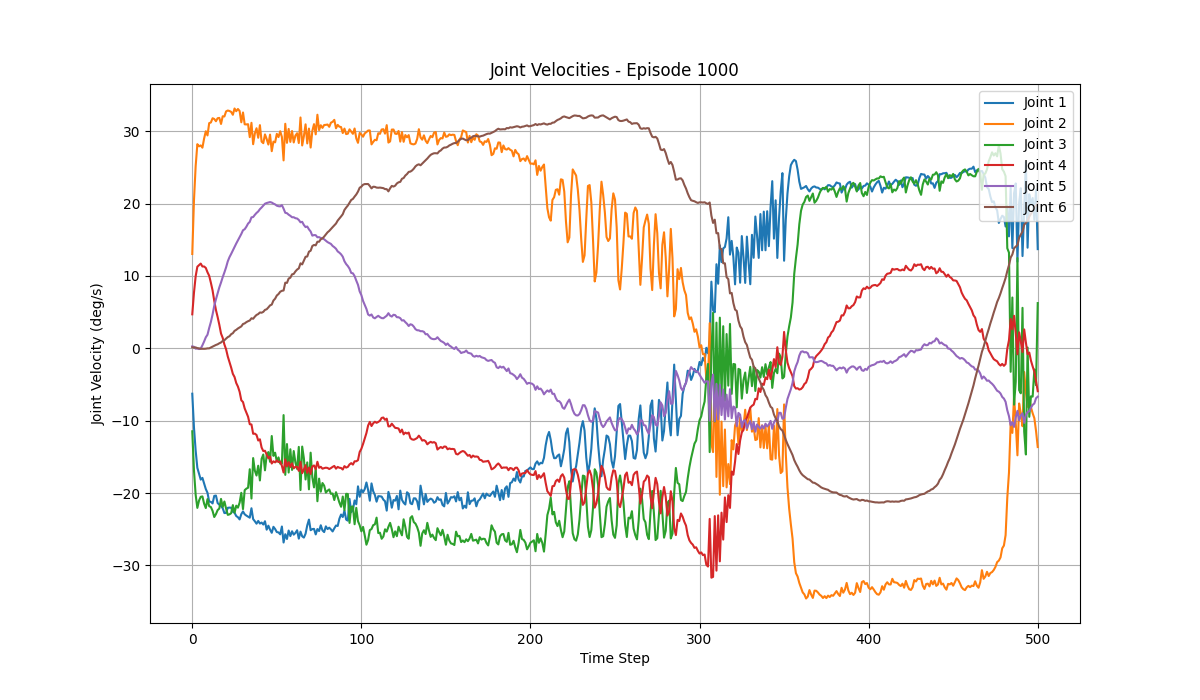 Joint Velocities - Episode 1000
Joint Velocity (deg/s)
30
20
10
0
−10
−20
−30
0
100
200
300
400
500
Time Step
Joint 1
Joint 2
Joint 3
Joint 4
Joint 5
Joint 6